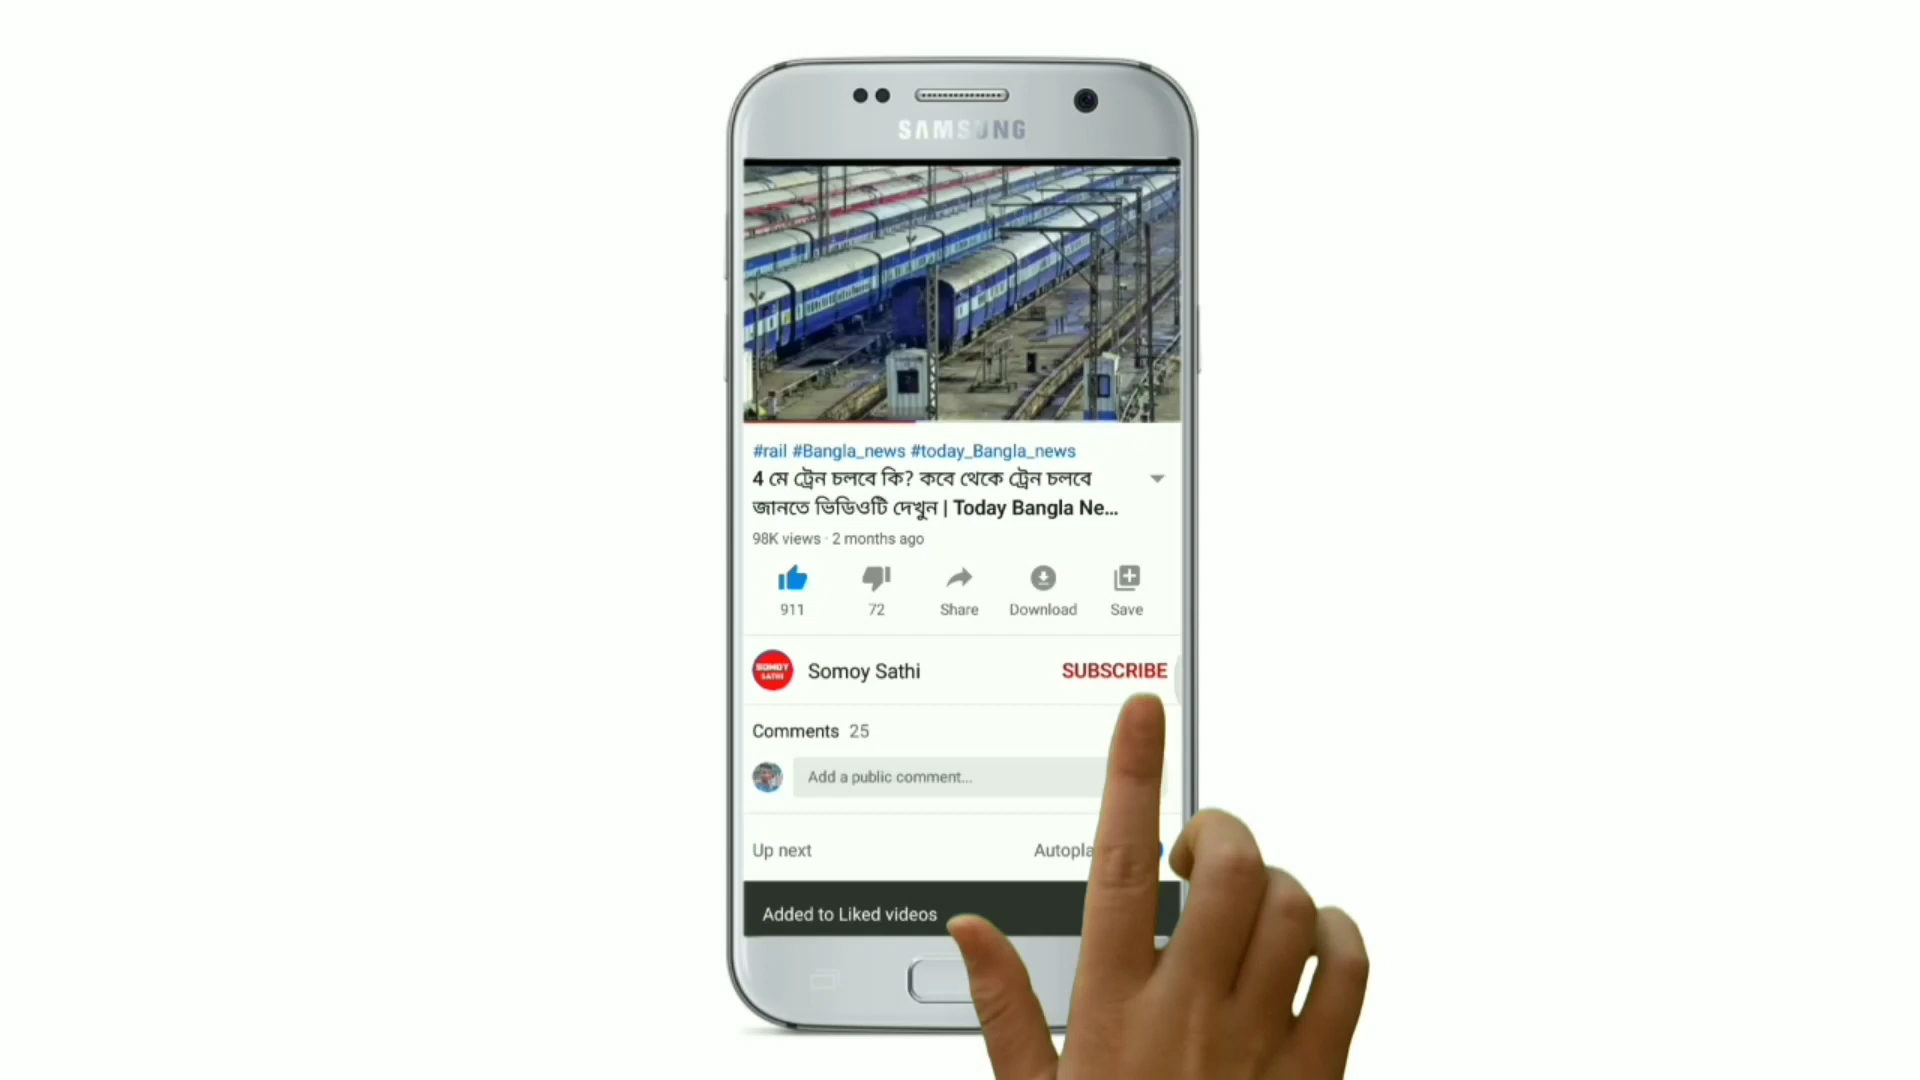 SAMSUNG
#rail #Bangla_news #today_Bangla_news
4 মে ট্রেন চলবে কি? কবে থেকে ট্রেন চলবে
জানতে ভিডিওটি দেখুন | Today Bangla Ne...
98K views · 2 months ago
911 72 Share Download Save
SOMOY
SATHI
Somoy Sathi SUBSCRIBE
Comments 25
Add a public comment...
Up next Autopla
Added to Liked videos